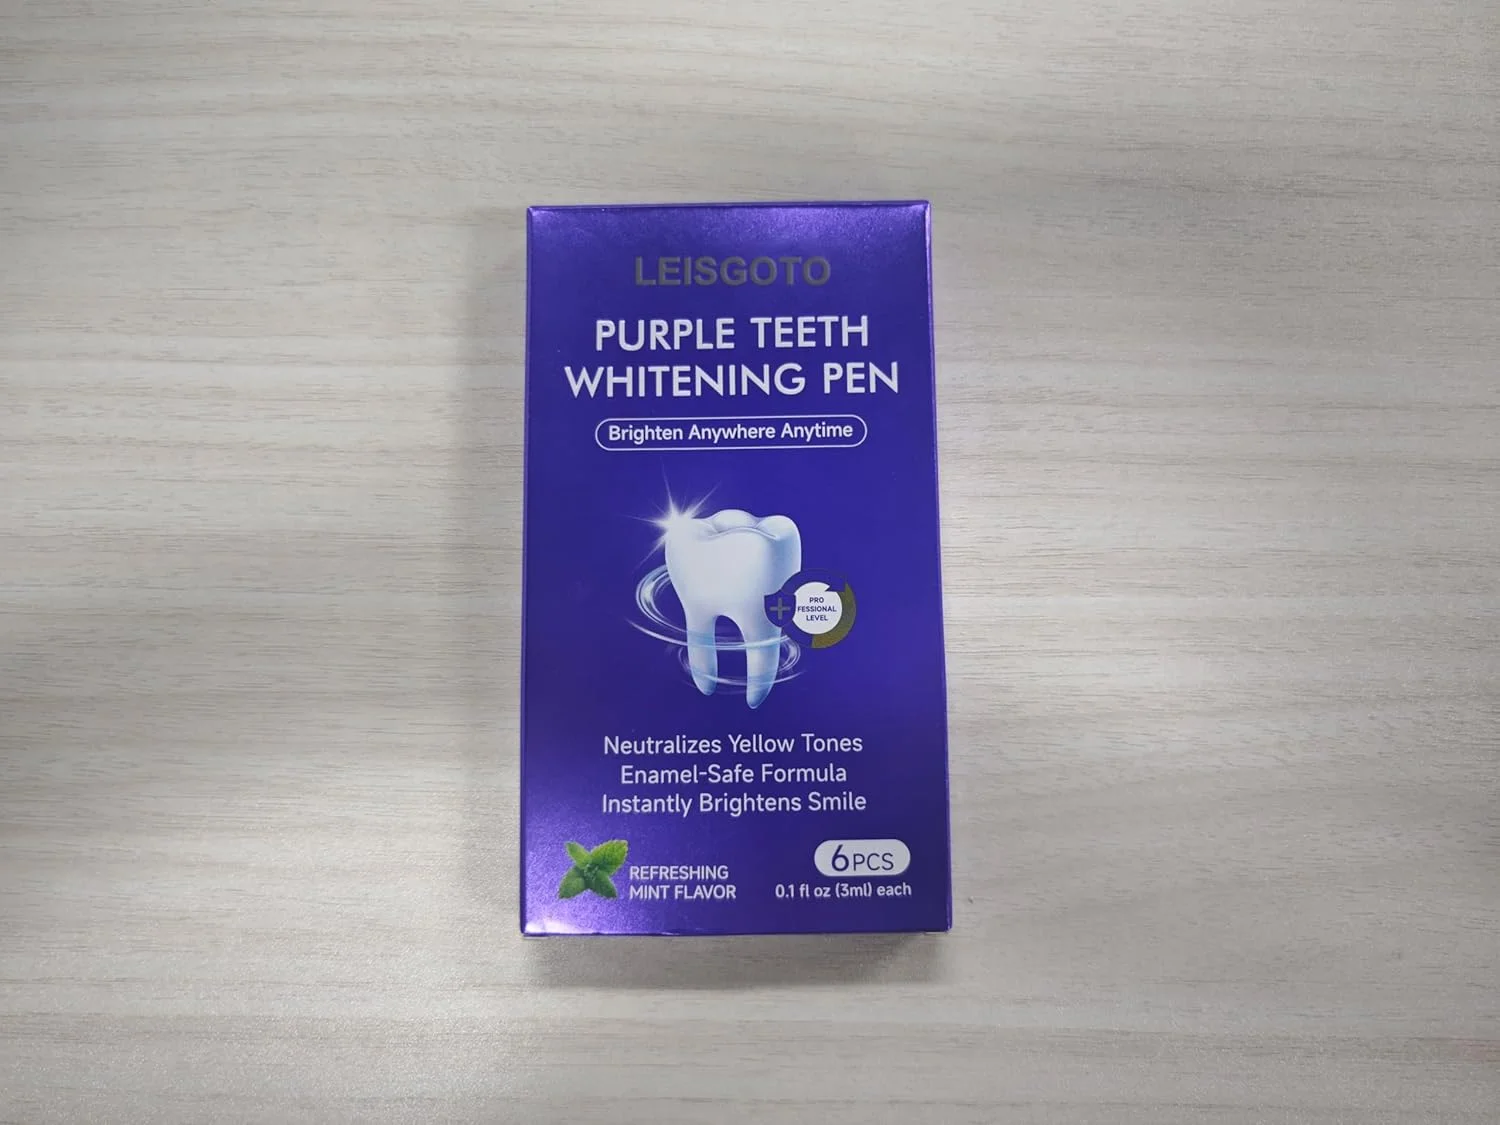 LEISGOTO
PURPLE TEETH
WHITENING PEN
Brighten Anywhere Anytime
PRO
FESSIONAL
LEVEL
Neutralizes Yellow Tones
Enamel-Safe Formula
Instantly Brightens Smile
REFRESHING
MINT FLAVOR
6PCS
0.1 fl oz (3ml) each